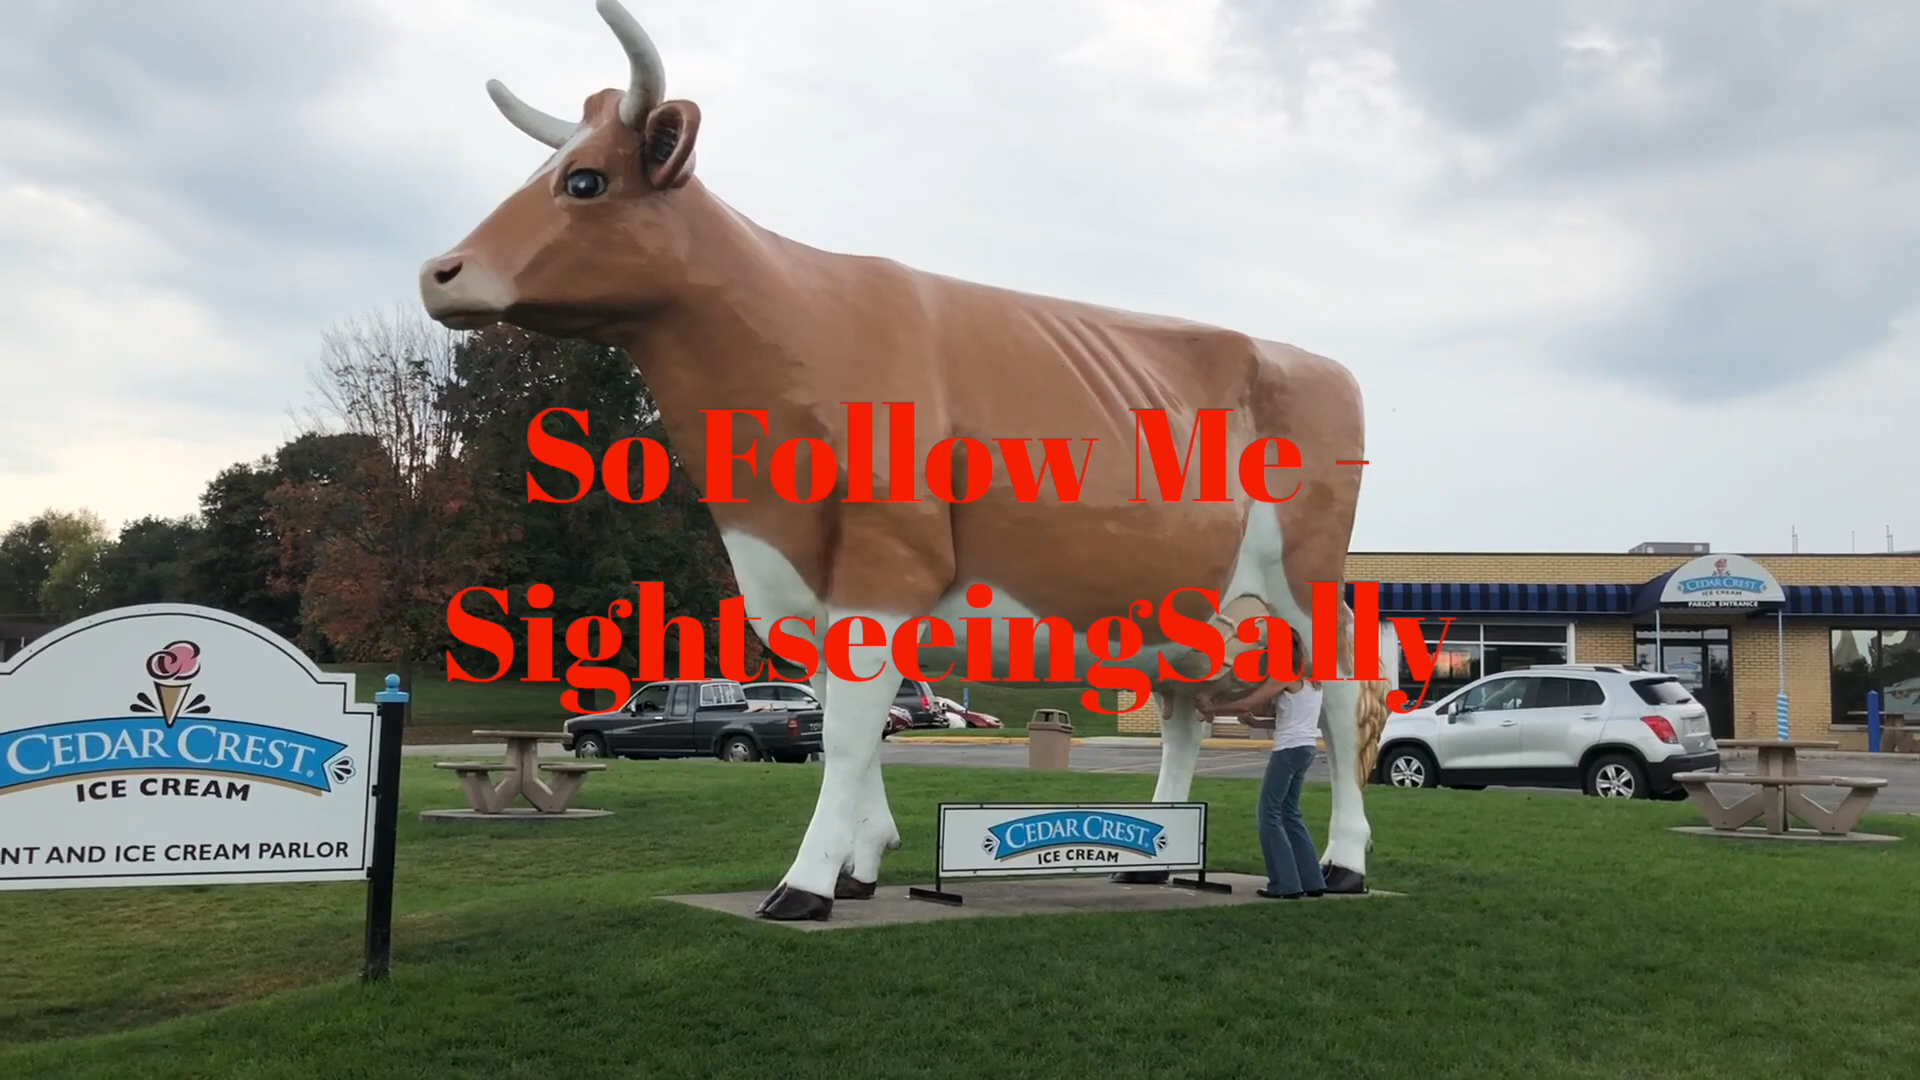 So Follow Me -
SightseeingSally
CEDAR CREST
ICE CREAM
NT AND ICE CREAM PARLOR
CEDAR CREST
ICE CREAM
CEDAR CREST
ICE CREAM
PARLOR ENTRANCE